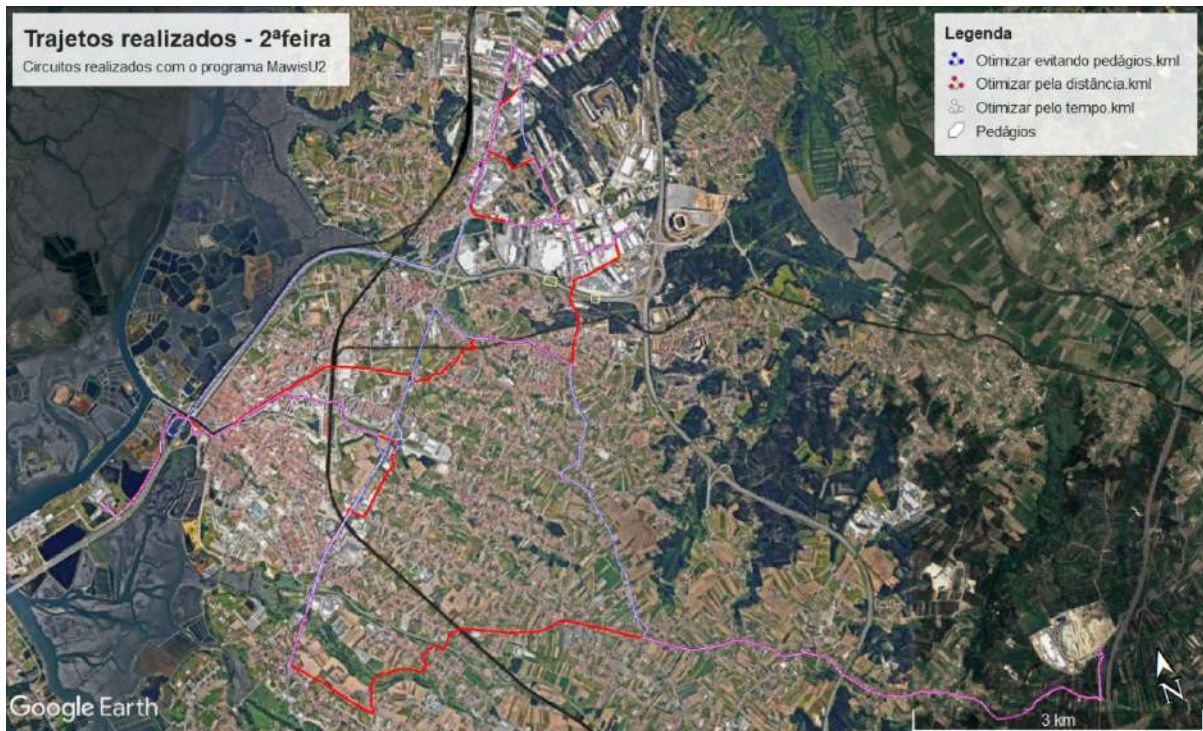 Trajetos realizados - 2ªfeira
Circuitos realizados com o programa MawisU2
Legenda
Otimizar evitando pedágios.kml
Otimizar pela distância.kml
Otimizar pelo tempo.kml
Pedágios
Google Earth
3 km
N